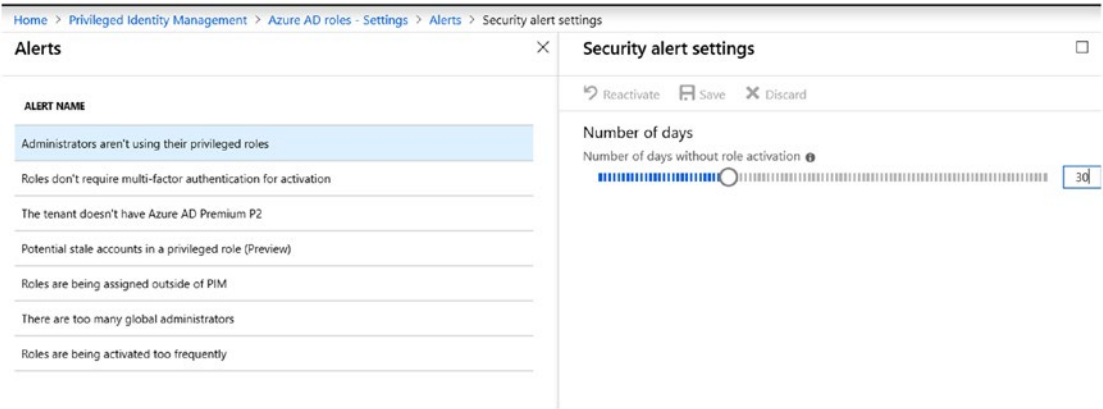 Home > Privileged Identity Management > Azure AD roles - Settings > Alerts > Security alert settings
Alerts
ALERT NAME
Administrators aren't using their privileged roles
Roles don't require multi-factor authentication for activation
The tenant doesn't have Azure AD Premium P2
Potential stale accounts in a privileged role (Preview)
Roles are being assigned outside of PIM
There are too many global administrators
Roles are being activated too frequently
Security alert settings
Reactivate Save Discard
Number of days
Number of days without role activation
30